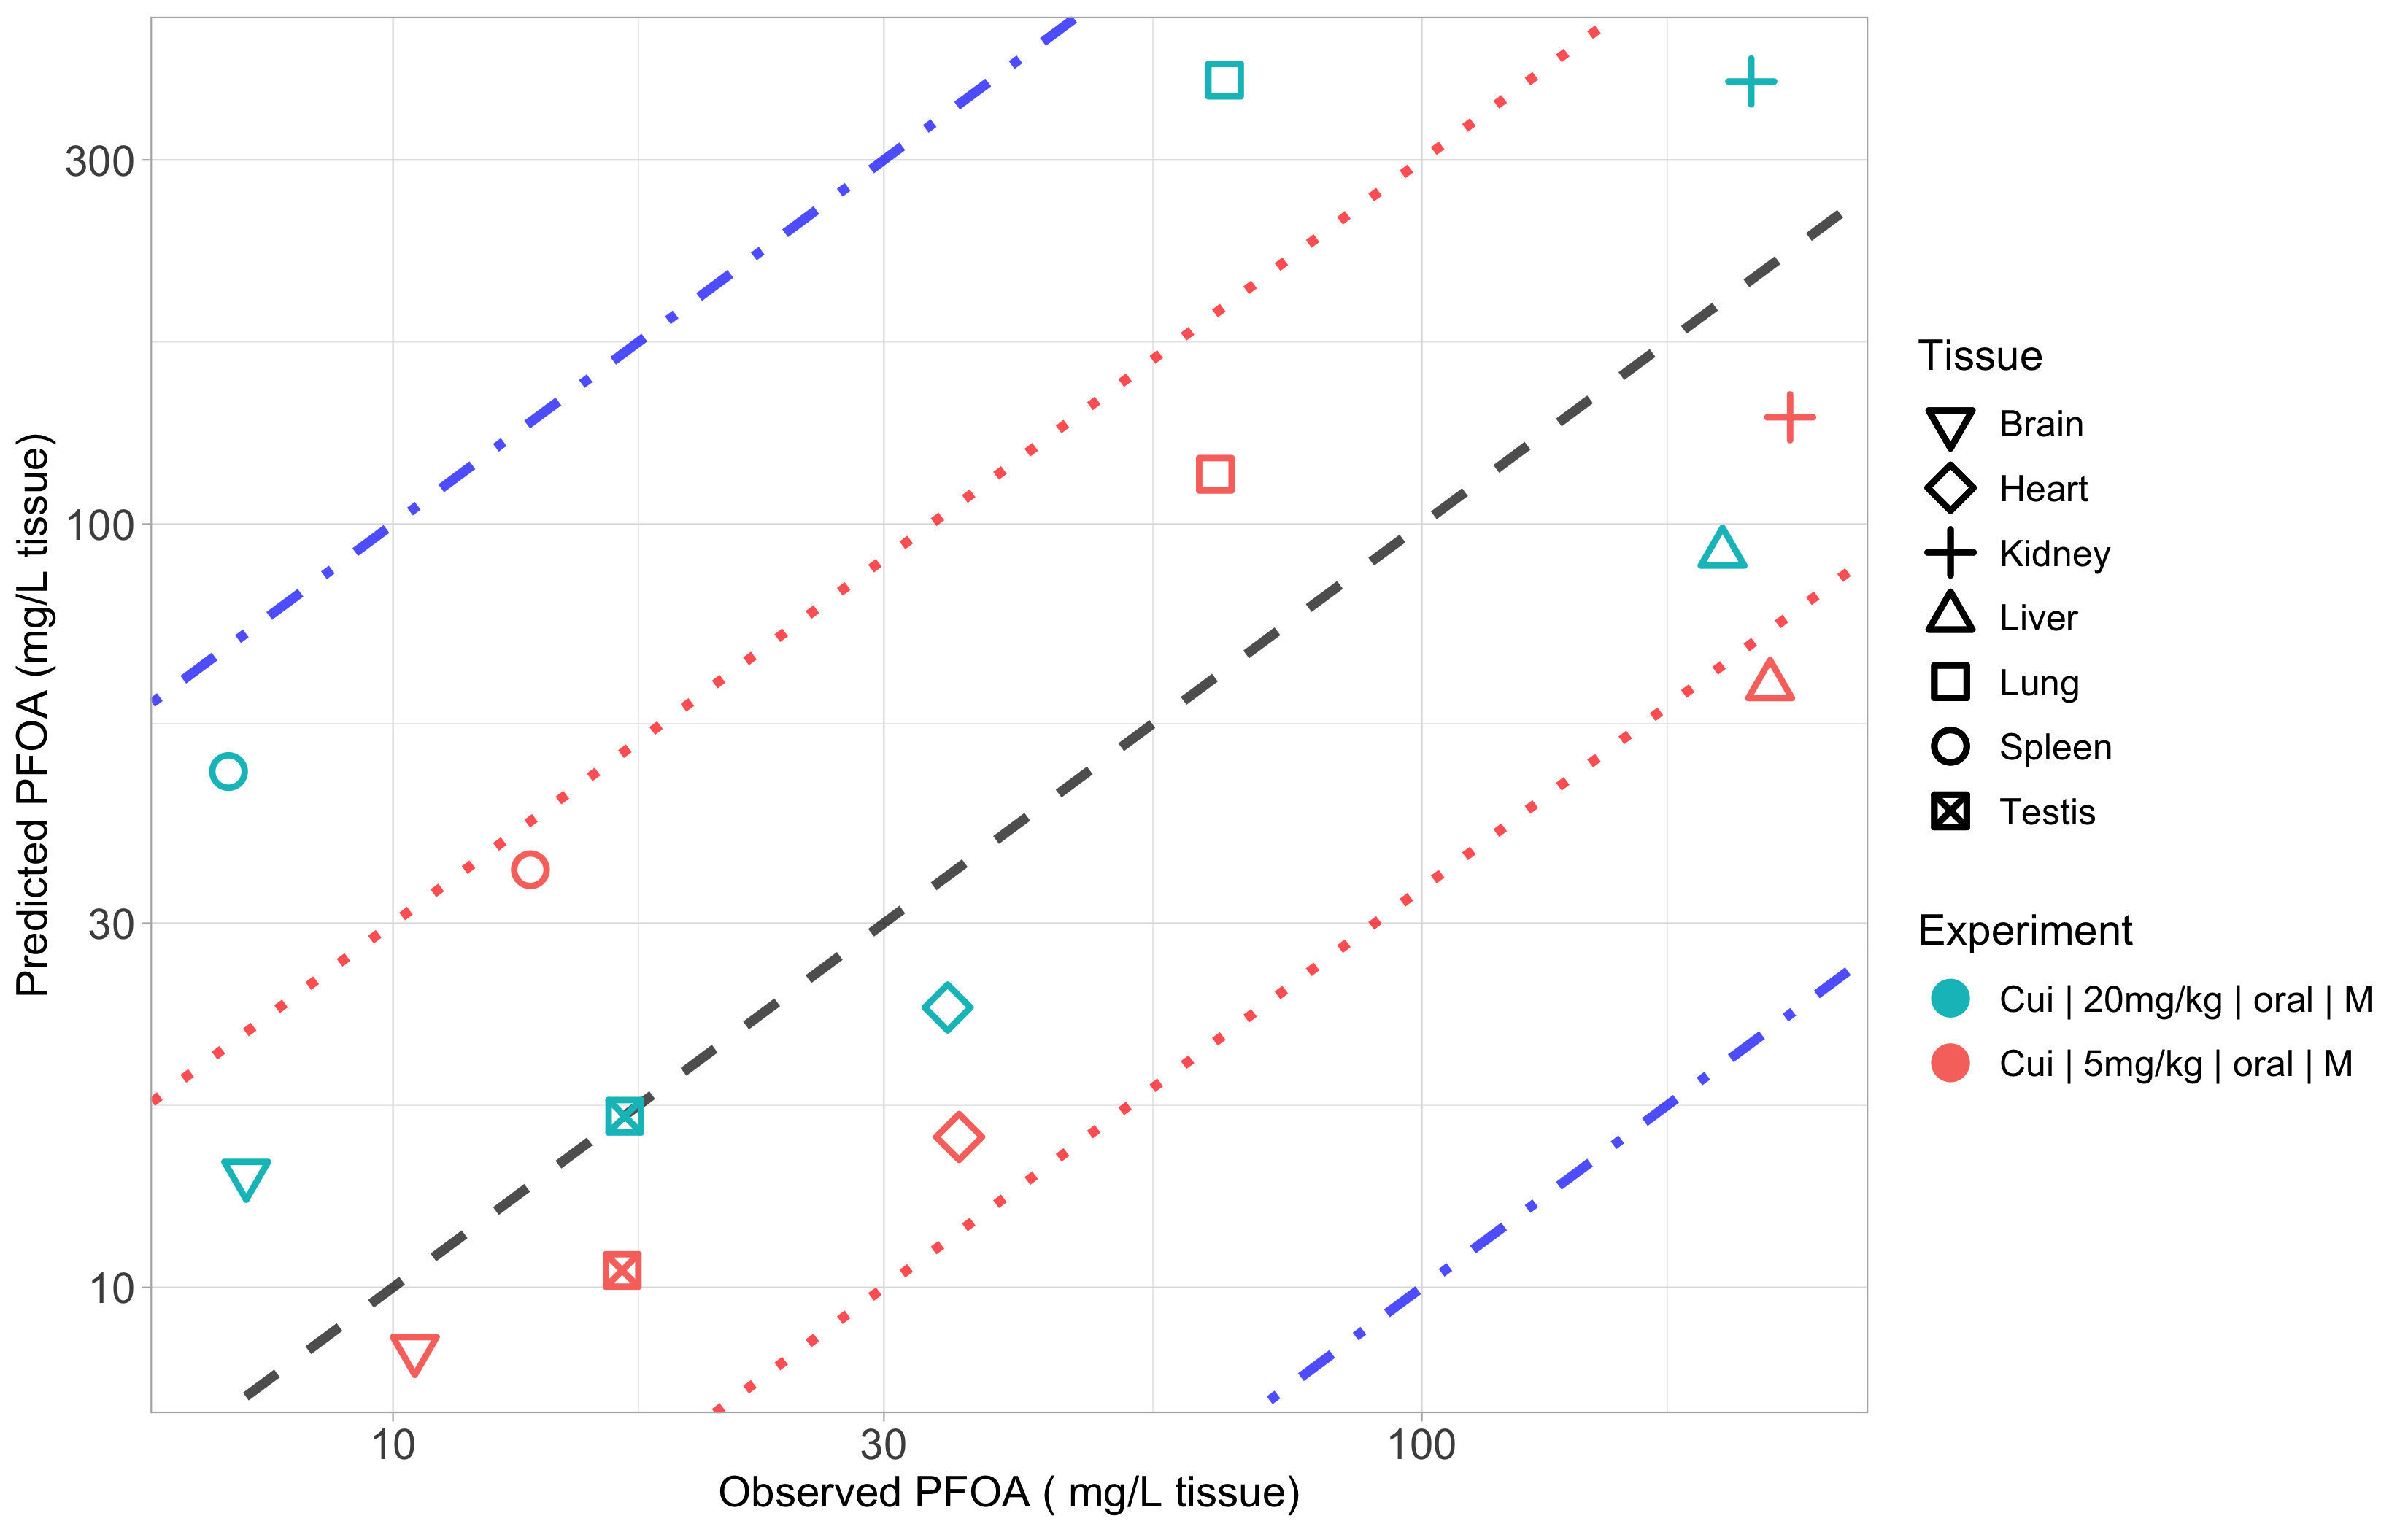 Predicted PFOA (mg/L tissue)
300
100
30
10
10
30
100
Observed PFOA ( mg/L tissue)
Tissue
Brain
Heart
Kidney
Liver
Lung
Spleen
Testis
Experiment
Cui | 20mg/kg | oral | M
Cui | 5mg/kg | oral | M